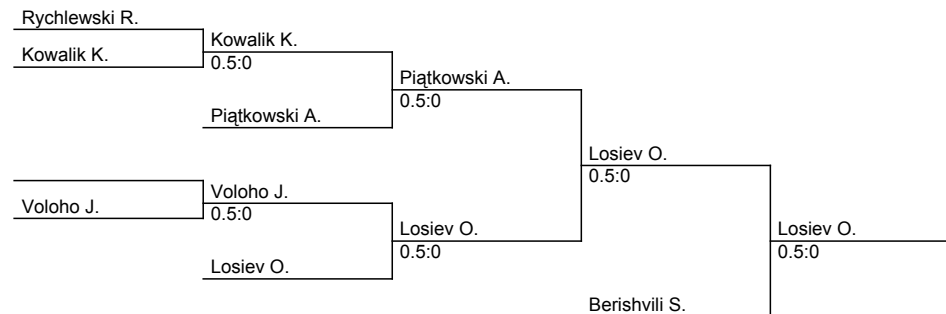 Rychlewski R.
Kowalik K.
Kowalik K.
0.5:0
Piątkowski A.
Piątkowski A.
0.5:0
Voloho J.
Voloho J.
0.5:0
Losiev O.
Losiev O.
0.5:0
Losiev O.
0.5:0
Berishvili S.
Losiev O.
0.5:0